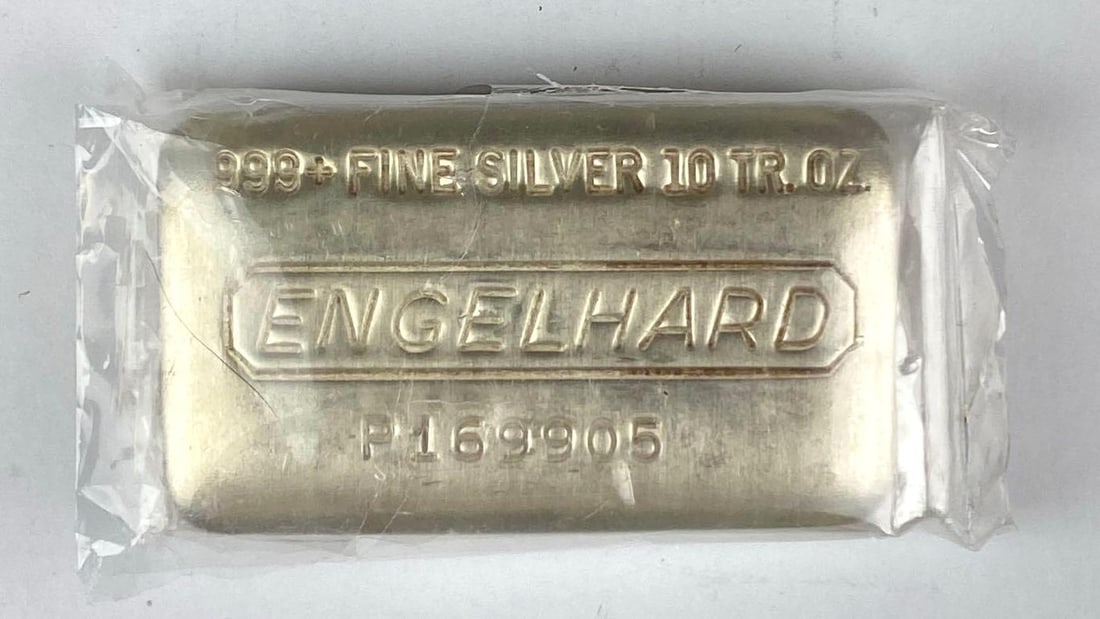 999+ FINE SILVER 10 TR. OZ.
ENGELHARD
P169905